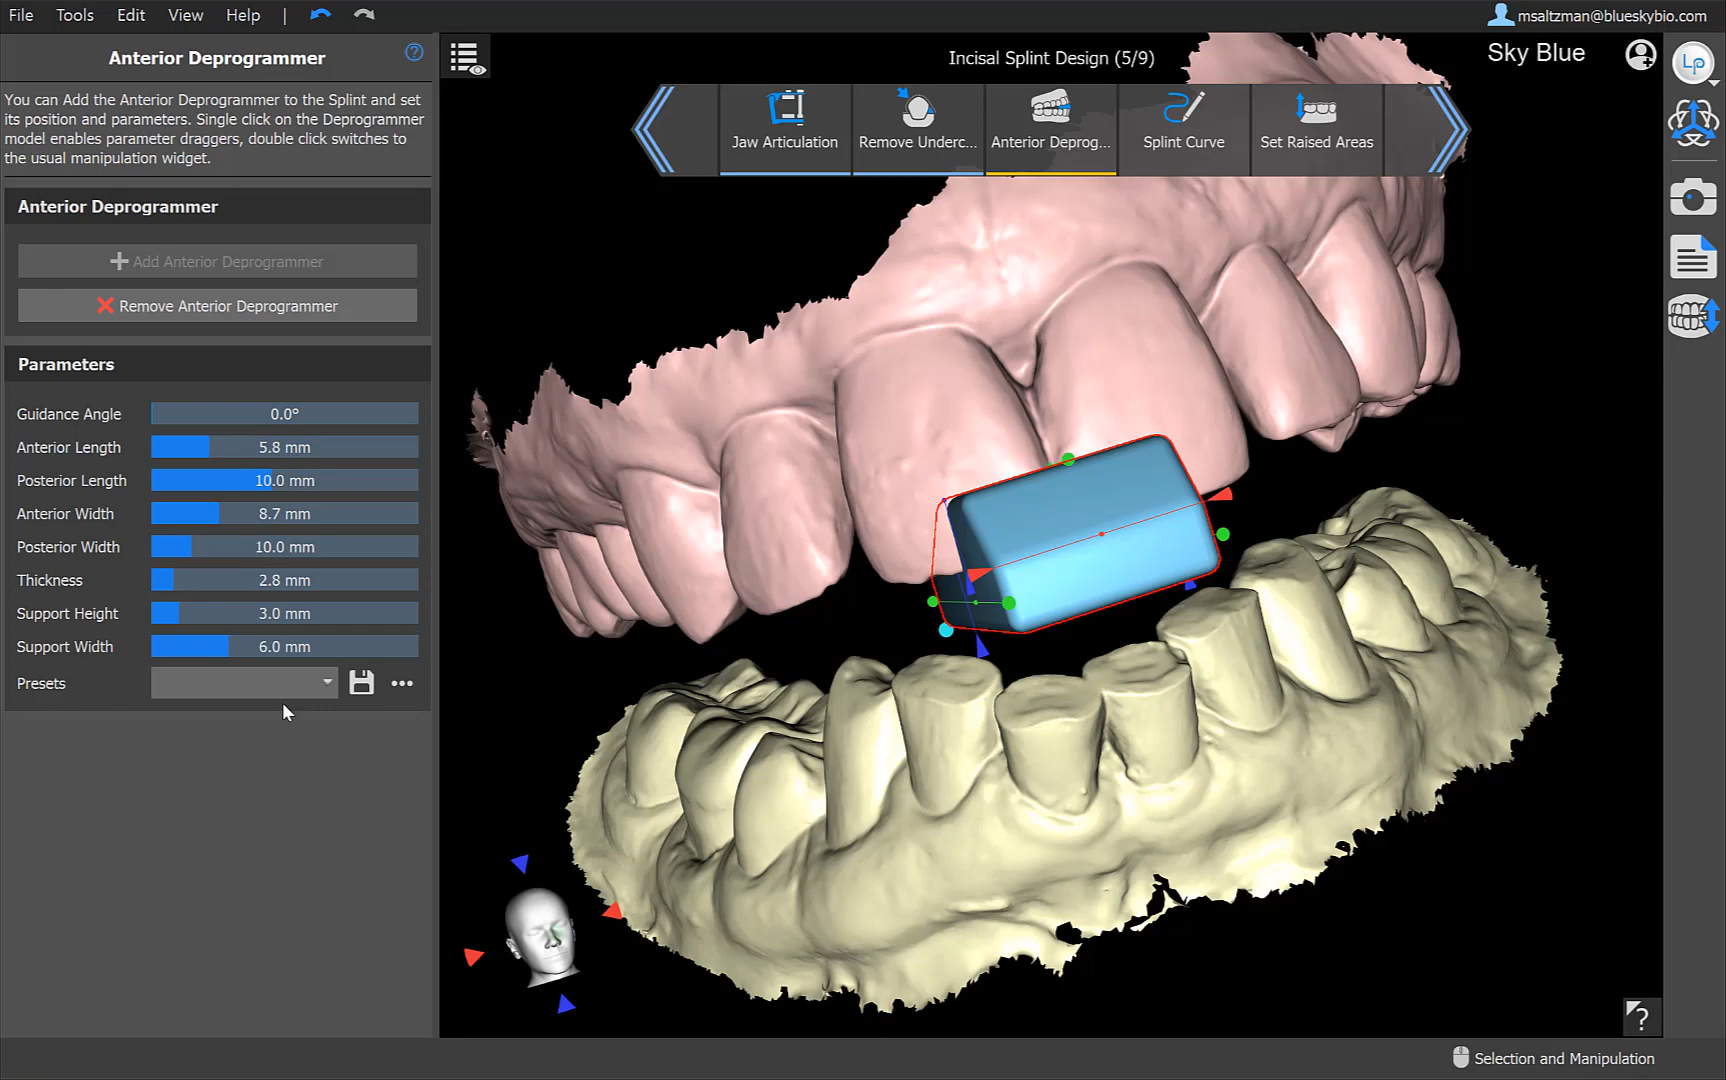 File Tools Edit View Help
msaltzman@blueskybio.com
Anterior Deprogrammer
You can Add the Anterior Deprogrammer to the Splint and set
its position and parameters. Single click on the Deprogrammer
model enables parameter draggers, double click switches to
the usual manipulation widget.
Anterior Deprogrammer
Add Anterior Deprogrammer
Remove Anterior Deprogrammer
Parameters
Guidance Angle 0.0°
Anterior Length 5.8 mm
Posterior Length 10.0 mm
Anterior Width 8.7 mm
Posterior Width 10.0 mm
Thickness 2.8 mm
Support Height 3.0 mm
Support Width 6.0 mm
Presets
Incisal Splint Design (5/9)
Sky Blue
Jaw Articulation
Remove Underc...
Anterior Deprog...
Splint Curve
Set Raised Areas
Lp
?
Selection and Manipulation